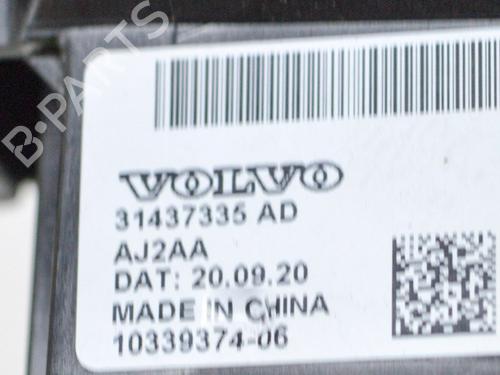 B-PARTS
VOLVO
31437335 AD
AJ2AA
DAT: 20.09.20
MADE IN CHINA
10339374-06